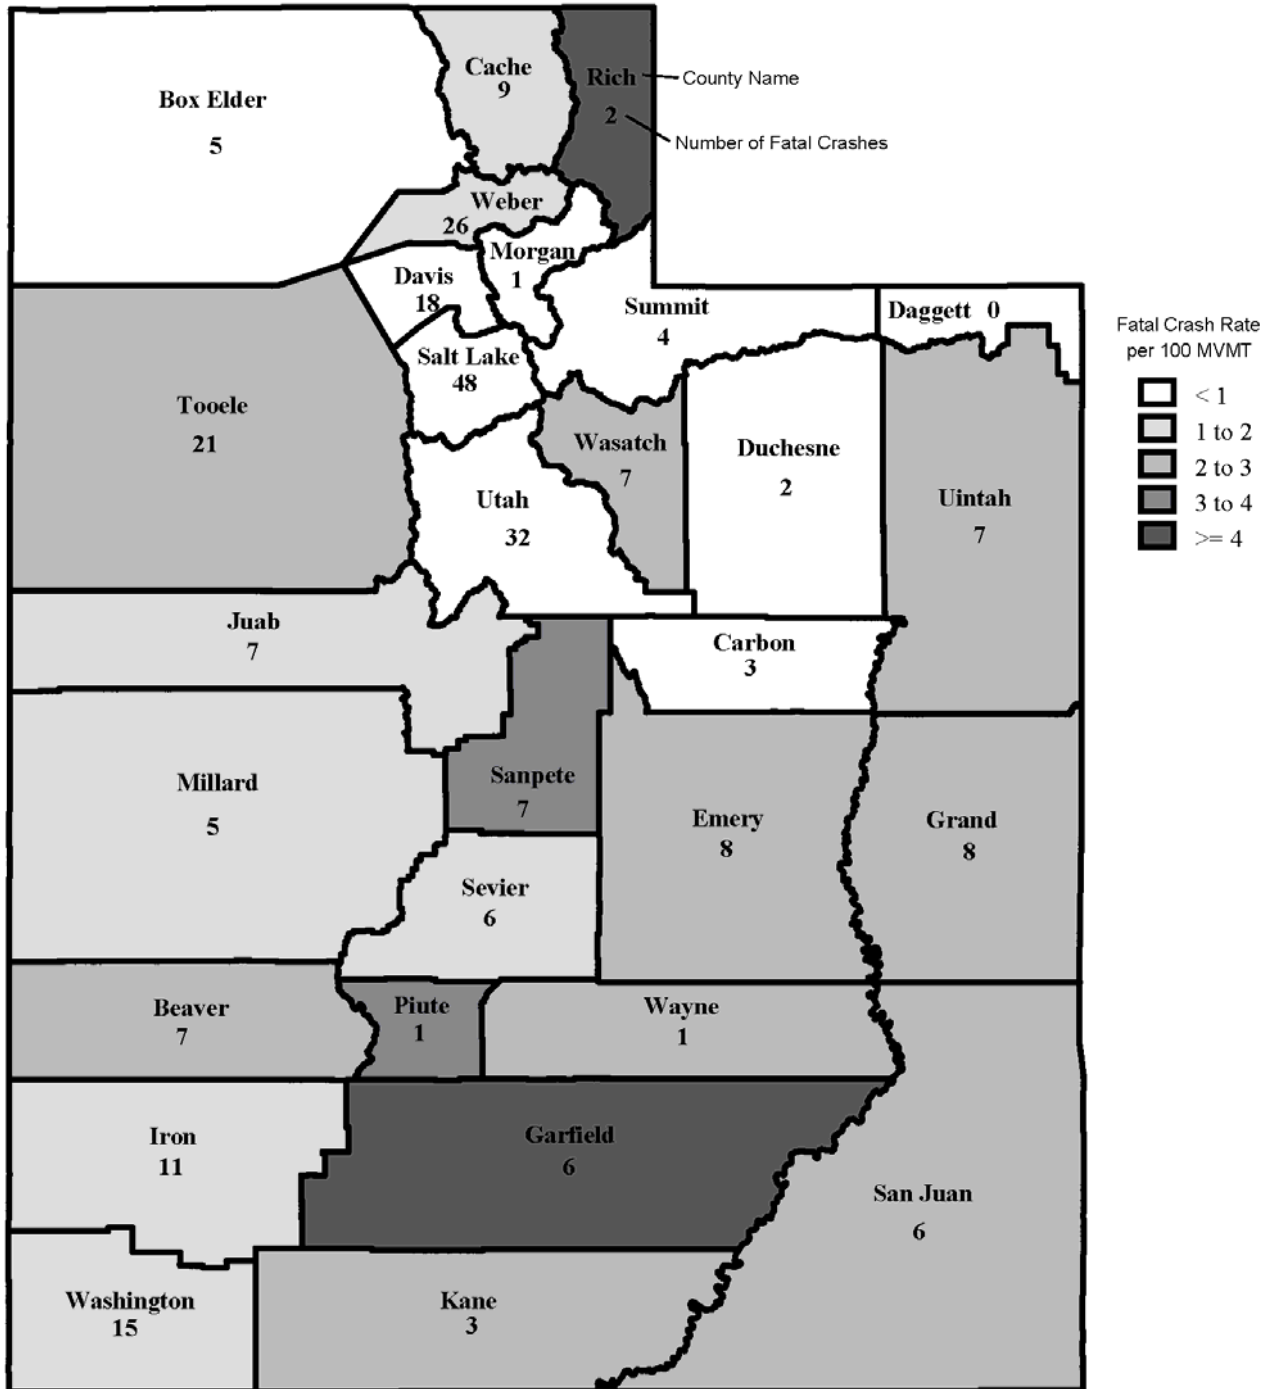 Cache
9
Rich
County Name
2
Number of Fatal Crashes
Box Elder
5
Weber
26
Morgan
1
Davis
18
Summit
4
Daggett 0
Fatal Crash Rate
per 100 MVMT
< 1
1 to 2
2 to 3
3 to 4
>= 4
Salt Lake
48
Tooele
21
Wasatch
7
Duchesne
2
Utah
32
Uintah
7
Juab
7
Carbon
3
Millard
5
Sanpete
7
Emery
8
Grand
8
Sevier
6
Beaver
7
Piute
1
Wayne
1
Iron
11
Garfield
6
San Juan
6
Washington
15
Kane
3